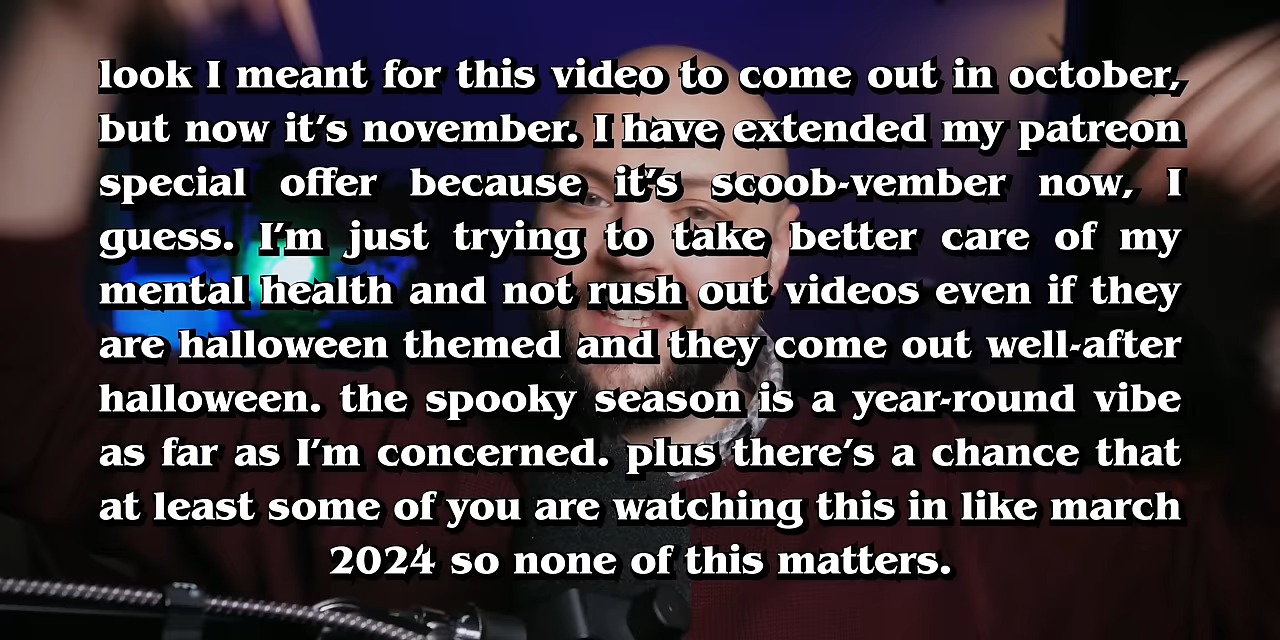 look I meant for this video to come out in october,
but now it's november. I have extended my patreon
special offer because it's scoob-vember now, I
guess. I'm just trying to take better care of my
mental health and not rush out videos even if they
are halloween themed and they come out well-after
halloween. the spooky season is a year-round vibe
as far as I'm concerned. plus there's a chance that
at least some of you are watching this in like march
2024 so none of this matters.